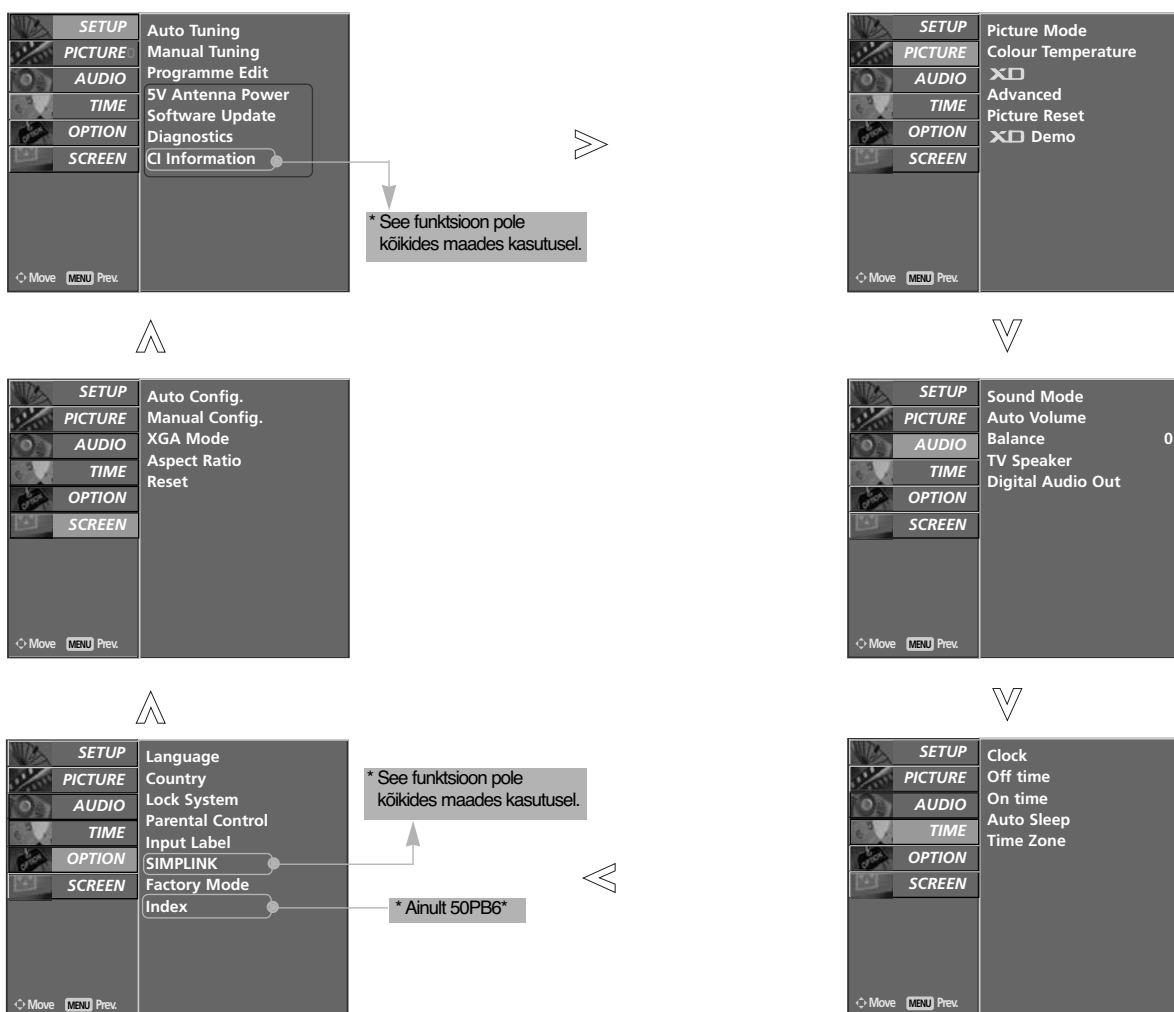 SETUP
PICTURE
AUDIO
TIME
OPTION
SCREEN
Auto Tuning
Manual Tuning
Programme Edit
5V Antenna Power
Software Update
Diagnostics
CI Information
Move MENU Prev.
* See funktsioon pole
kõikides maades kasutusel.
SETUP
PICTURE
AUDIO
TIME
OPTION
SCREEN
Picture Mode
Colour Temperature
XD
Advanced
Picture Reset
XD Demo
Move MENU Prev.
SETUP
PICTURE
AUDIO
TIME
OPTION
SCREEN
Auto Config.
Manual Config.
XGA Mode
Aspect Ratio
Reset
Move MENU Prev.
SETUP
PICTURE
AUDIO
TIME
OPTION
SCREEN
Sound Mode
Auto Volume
Balance 0
TV Speaker
Digital Audio Out
Move MENU Prev.
SETUP
PICTURE
AUDIO
TIME
OPTION
SCREEN
Language
Country
Lock System
Parental Control
Input Label
SIMPLINK
Factory Mode
Index
Move MENU Prev.
* See funktsioon pole
kõikides maades kasutusel.
* Ainult 50PB6*
SETUP
PICTURE
AUDIO
TIME
OPTION
SCREEN
Clock
Off time
On time
Auto Sleep
Time Zone
Move MENU Prev.